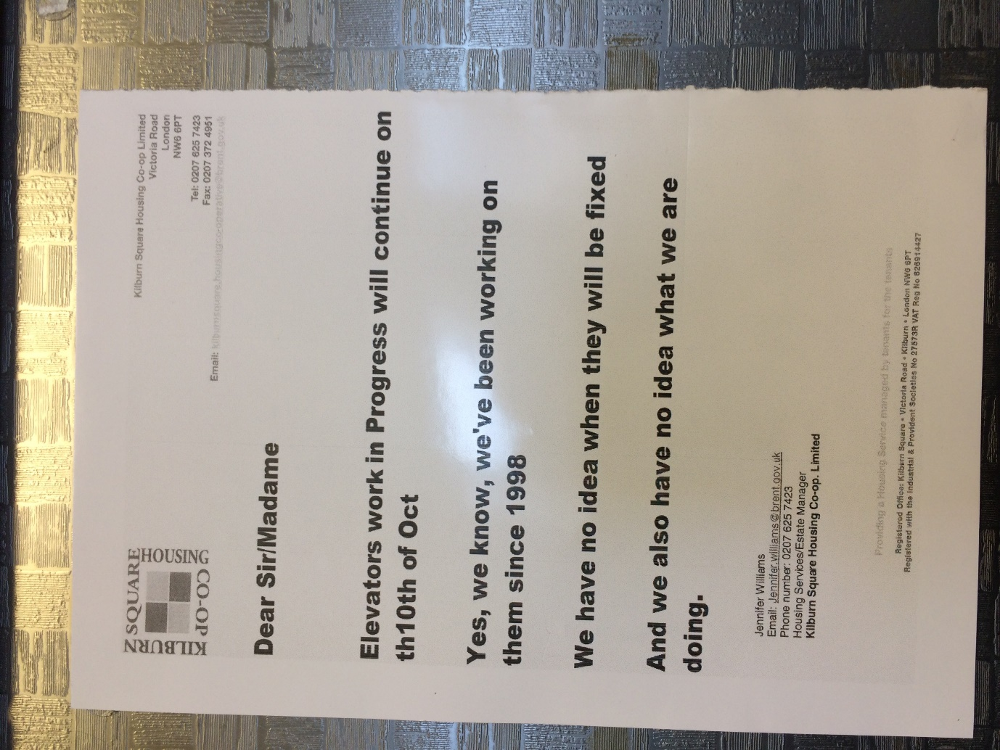 KILBURN SQUARE
HOUSING CO-OP
Kilburn Square Housing Co-op Limited
Victoria Road
London
NW6 6PT
Tel: 0207 625 7423
Fax: 0207 372 4951
Email: kilburnsquare.housingco-operative@brent.gov.uk
Dear Sir/Madame
Elevators work in Progress will continue on
th10th of Oct
Yes, we know, we've been working on
them since 1998
We have no idea when they will be fixed
And we also have no idea what we are
doing.
Jennifer Williams
Email: Jennifer.williams@brent.gov.uk
Phone number: 0207 625 7423
Housing Services/Estate Manager
Kilburn Square Housing Co-op. Limited
Providing a Housing Service managed by tenants for the tenants
Registered Office: Kilburn Square • Victoria Road • Kilburn • London NW6 6PT
Registered with the Industrial & Provident Societies No 27573R VAT Reg No 626914427